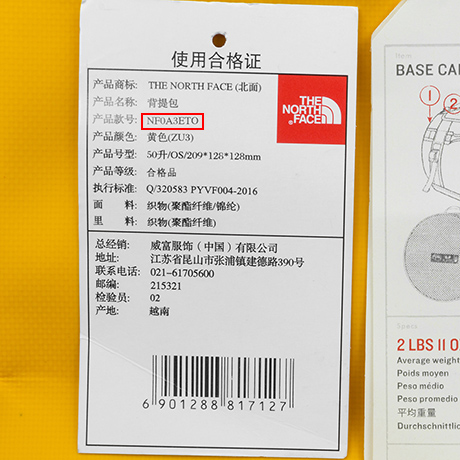 使用合格证
产品商标: THE NORTH FACE (北面)
产品名称: 背提包
产品款号: NF0A3ETO
产品颜色: 黄色(ZU3)
产品号型: 50升/OS/209*128*128mm
产品等级: 合格品
执行标准: Q/320583 PYVF004-2016
面 料: 织物(聚酯纤维/锦纶)
里 料: 织物(聚酯纤维)
THE
NORTH
FACE
总经销: 威富服饰（中国）有限公司
地址: 江苏省昆山市张浦镇建德路390号
联系电话: 021-61705600
邮编: 215321
检验员: 02
产地: 越南
6 901288 817127
Item
BASE CA
1
2
Specs
2 LBS 11 O
Average weight
Poids moyen
Peso médio
Peso promedio
平均重量
Durchschnittlic